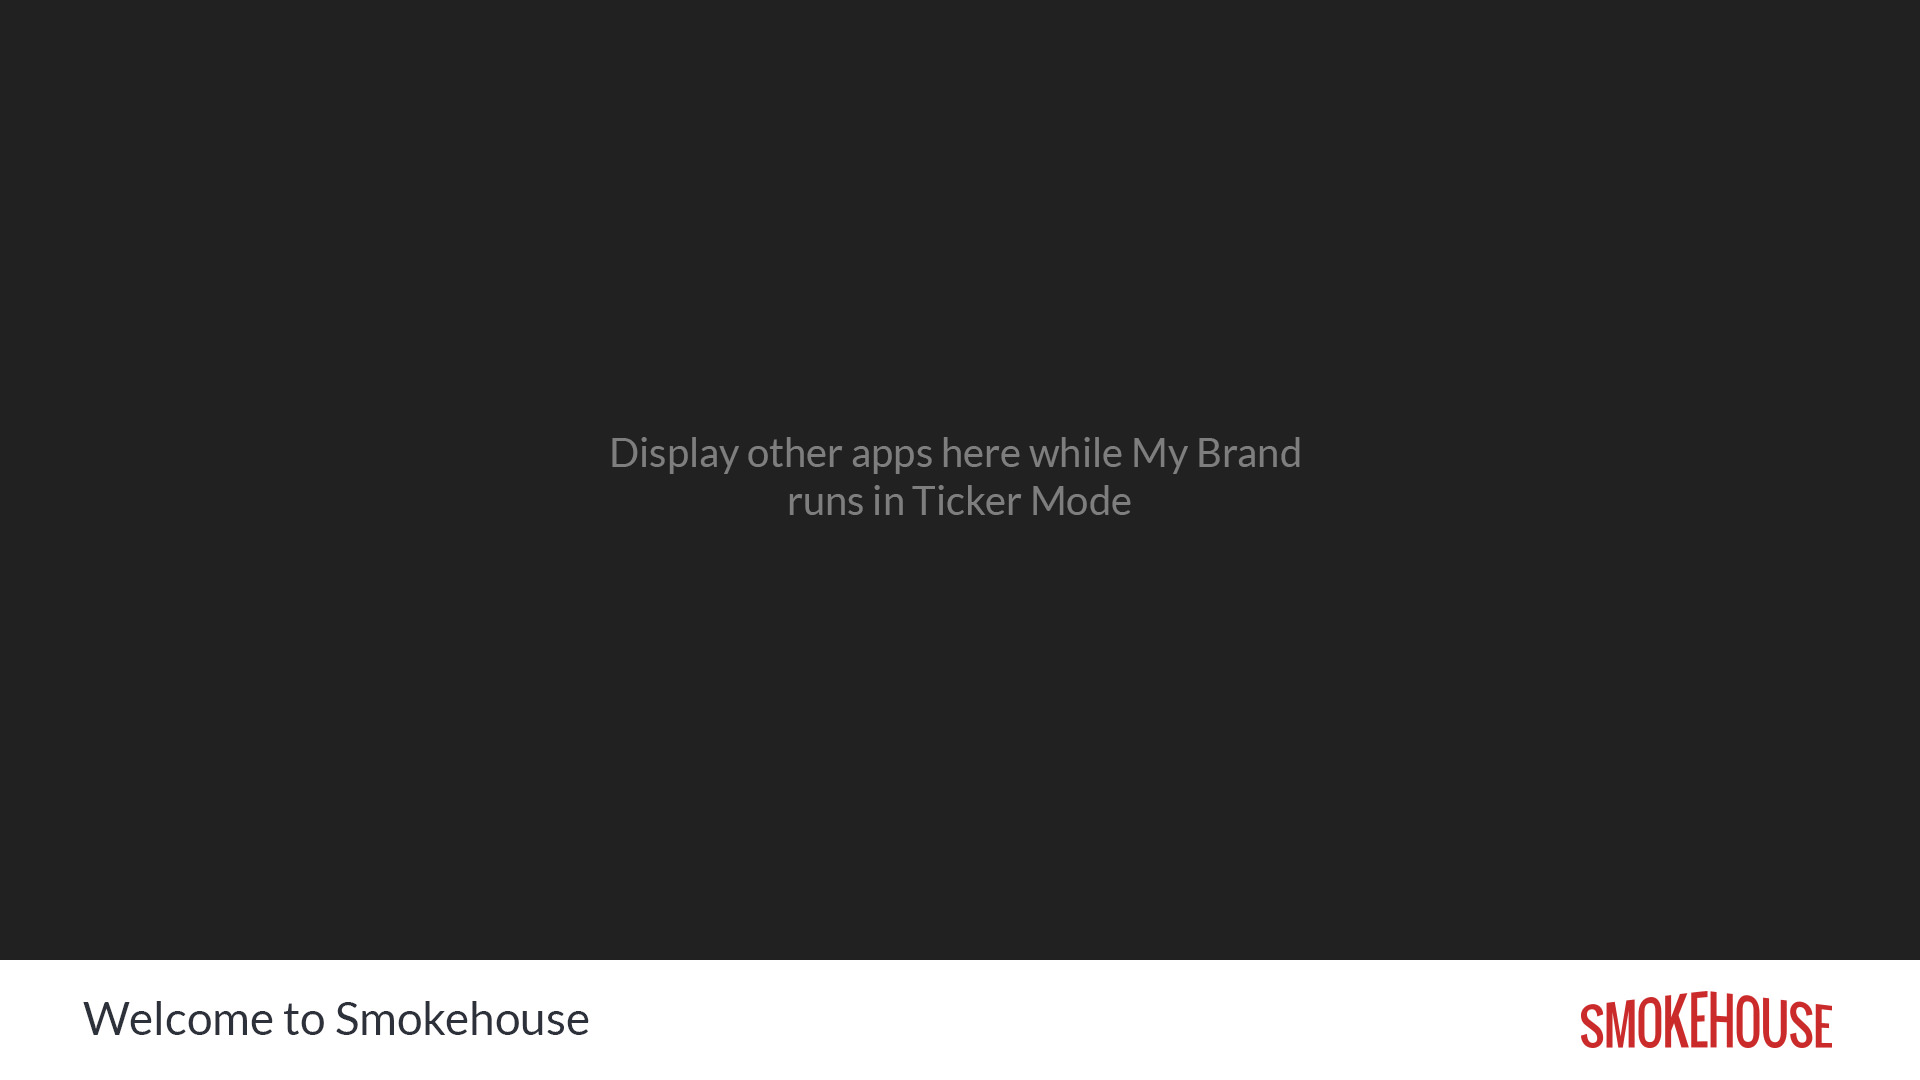 Display other apps here while My Brand
runs in Ticker Mode
Welcome to Smokehouse
SMOKEHOUSE